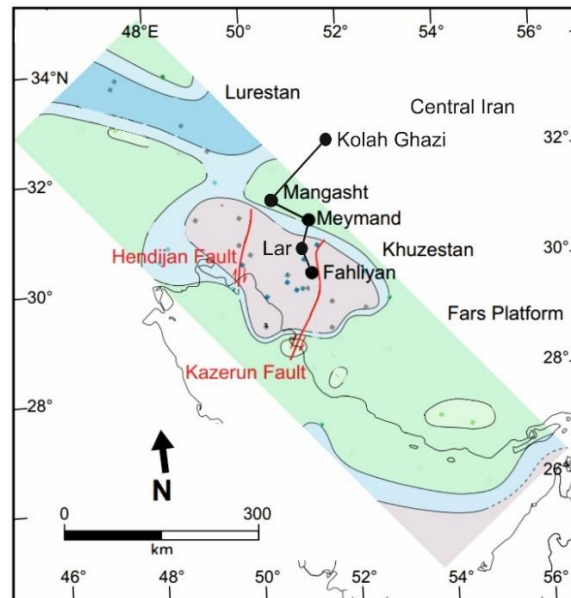 48°E 50° 52° 54° 56°
34°N
Lurestan
Central Iran
32°
Kolah Ghazi
32°
Mangasht
Meymand
Lar
30°
Khuzestan
Hendijan Fault
Fahliyan
30°
Fars Platform
28°
Kazerun Fault
28°
26°
N
0 300
km
46° 48° 50° 52° 54° 56°